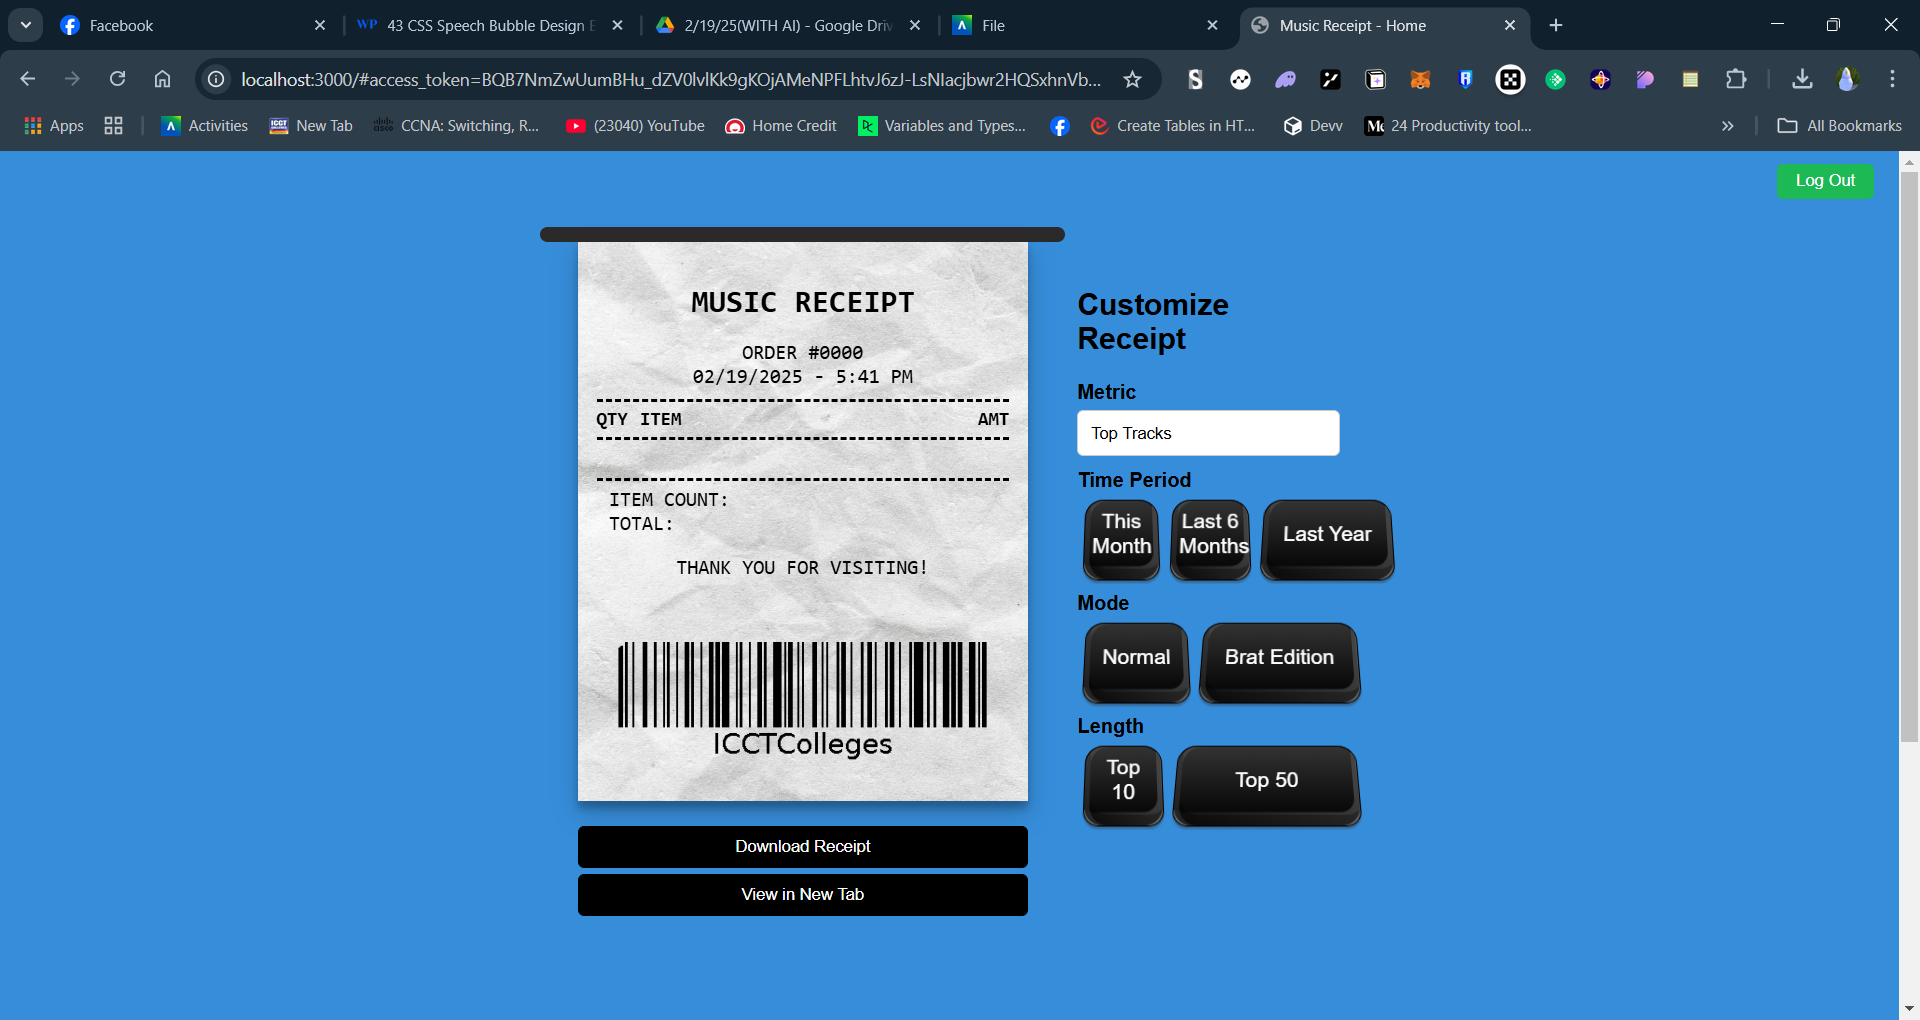 Facebook
43 CSS Speech Bubble Design E
2/19/25(WITH AI) - Google Driv
File
Music Receipt - Home
localhost:3000/#access_token=BQB7NmZwUumBHu_dZV0lvlKk9gKOjAMeNPFLhtvJ6zJ-LsNIacjbwr2HQSxhnVb...
Apps
Activities
New Tab
CCNA: Switching, R...
(23040) YouTube
Home Credit
Variables and Types...
Create Tables in HT...
Devv
24 Productivity tool...
All Bookmarks
Log Out
MUSIC RECEIPT
ORDER #0000
02/19/2025 - 5:41 PM
QTY ITEM AMT
ITEM COUNT:
TOTAL:
THANK YOU FOR VISITING!
ICCTColleges
Download Receipt
View in New Tab
Customize
Receipt
Metric
Top Tracks
Time Period
This
Month
Last 6
Months
Last Year
Mode
Normal
Brat Edition
Length
Top
10
Top 50